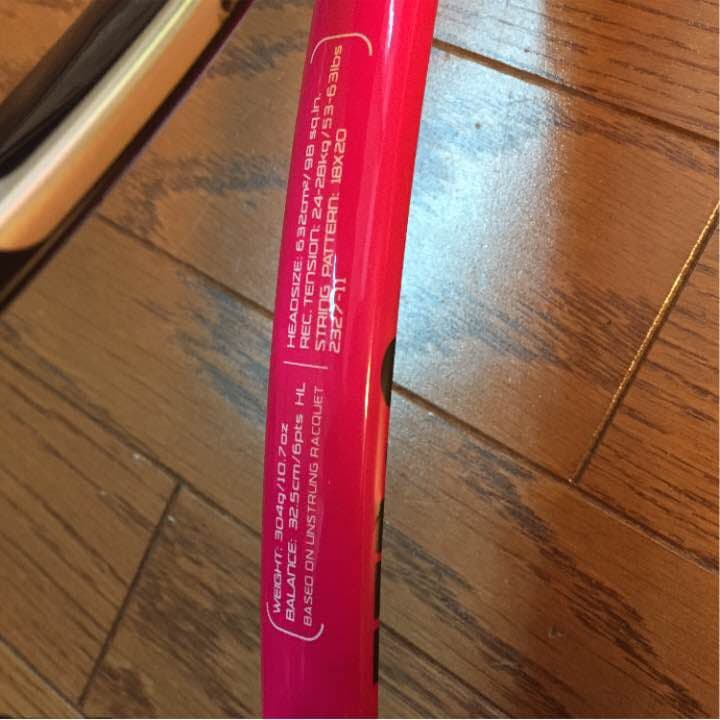 WEIGHT: 304g/10.7oz
BALANCE: 32.5cm/6pts HL
BASED ON UNSTRUNG RACQUET
HEADSIZE: 632cm²/98 sq.in.
REC. TENSION: 24-28kg/53-63lbs
STRING PATTERN: 18X20
2327-11